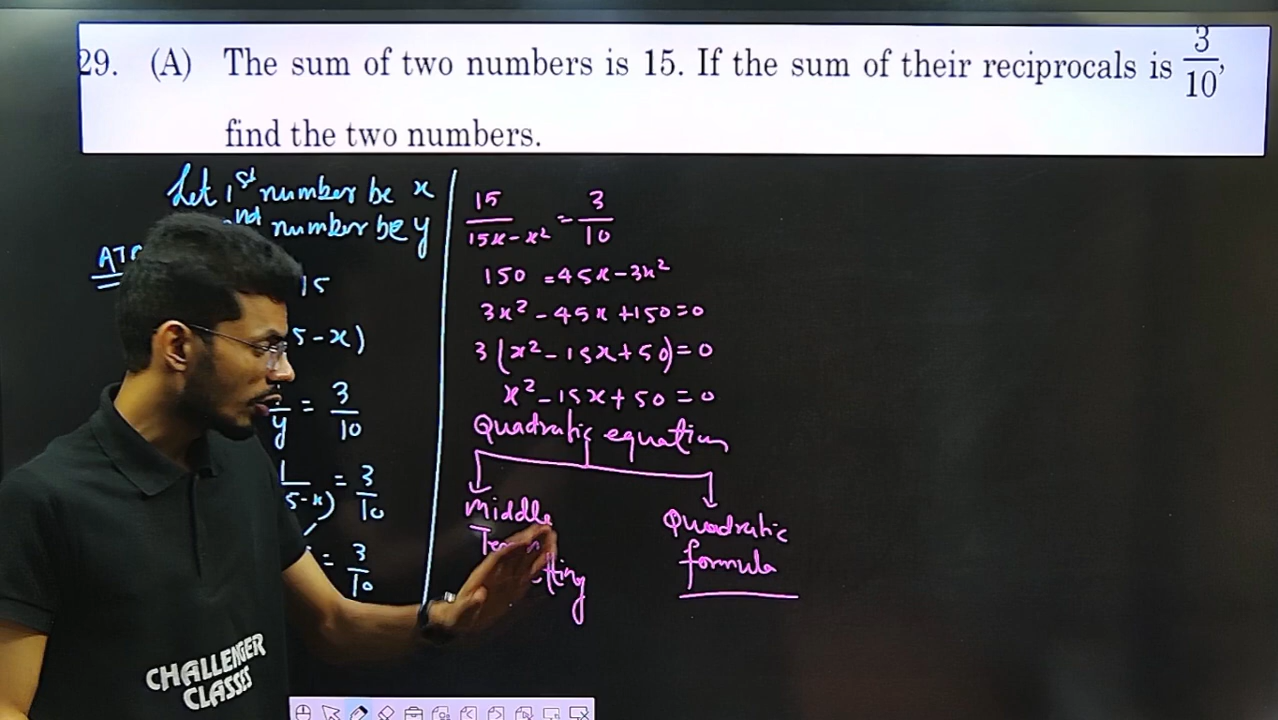 29. (A) The sum of two numbers is 15. If the sum of their reciprocals is 3/10,
find the two numbers.
Let 1st number be x
nd number be y
15
5-x)
y = 3/10
1/5-x) = 3/10
= 3/10
15/15x-x² = 3/10
150 = 45x-3x²
3x²-45x+150=0
3(x²-15x+50)=0
x²-15x+50=0
Quadratic equation
Middle
Quadratic
formula
CHALLENGER
CLASSES